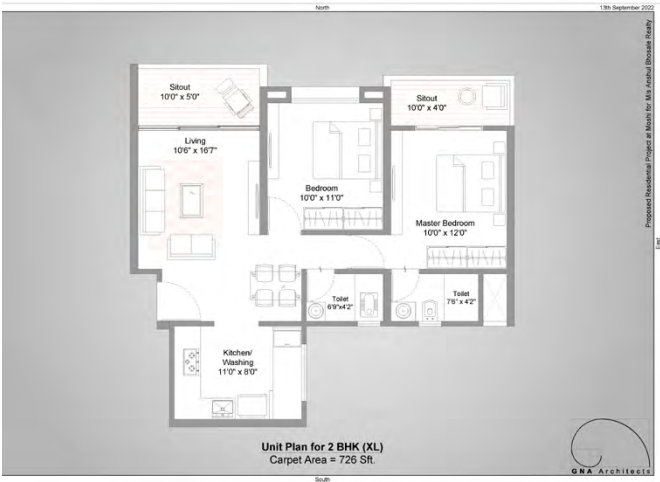 North
13th September 2022
Proposed Residential Project at Moshi for M/s Anshul Bhosale Realty
Sitout
10'0" x 5'0"
Sitout
10'0" x 4'0"
Living
10'6" x 16'7"
Bedroom
10'0" x 11'0"
Master Bedroom
10'0" x 12'0"
East
Toilet
6'9"x4'2"
Toilet
7'6" x 4'2"
Kitchen/
Washing
11'0" x 8'0"
Unit Plan for 2 BHK (XL)
Carpet Area = 726 Sft.
GNA Architects
South